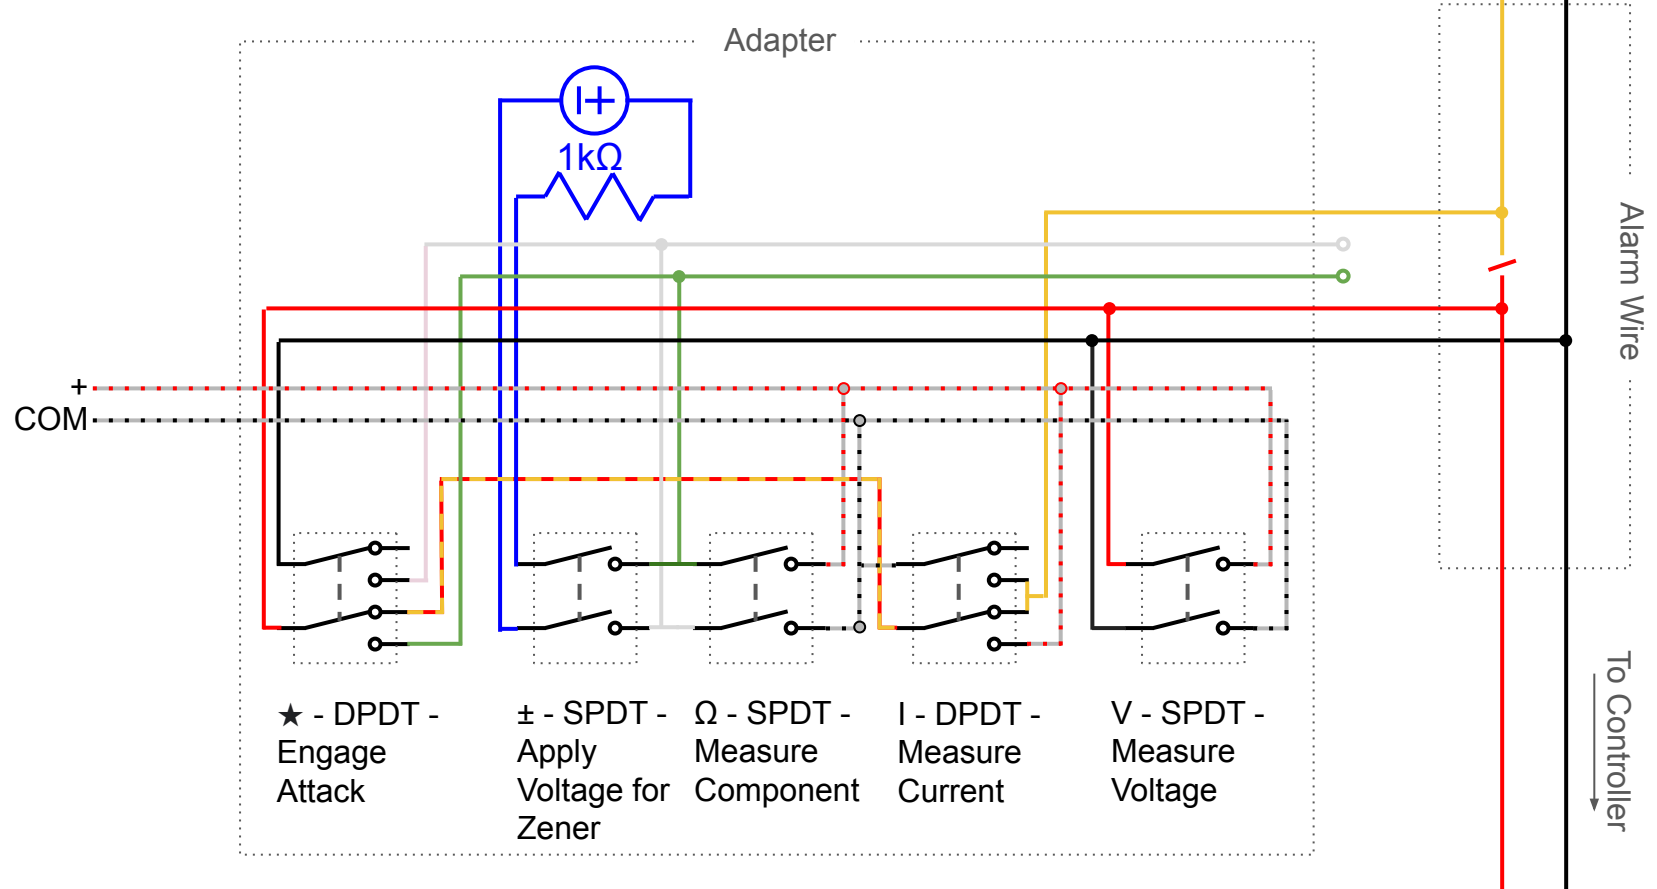 Adapter
1kΩ
Alarm Wire
+
COM
★ - DPDT -
Engage
Attack
± - SPDT -
Apply
Voltage for
Zener
Ω - SPDT -
Measure
Component
I - DPDT -
Measure
Current
V - SPDT -
Measure
Voltage
To Controller